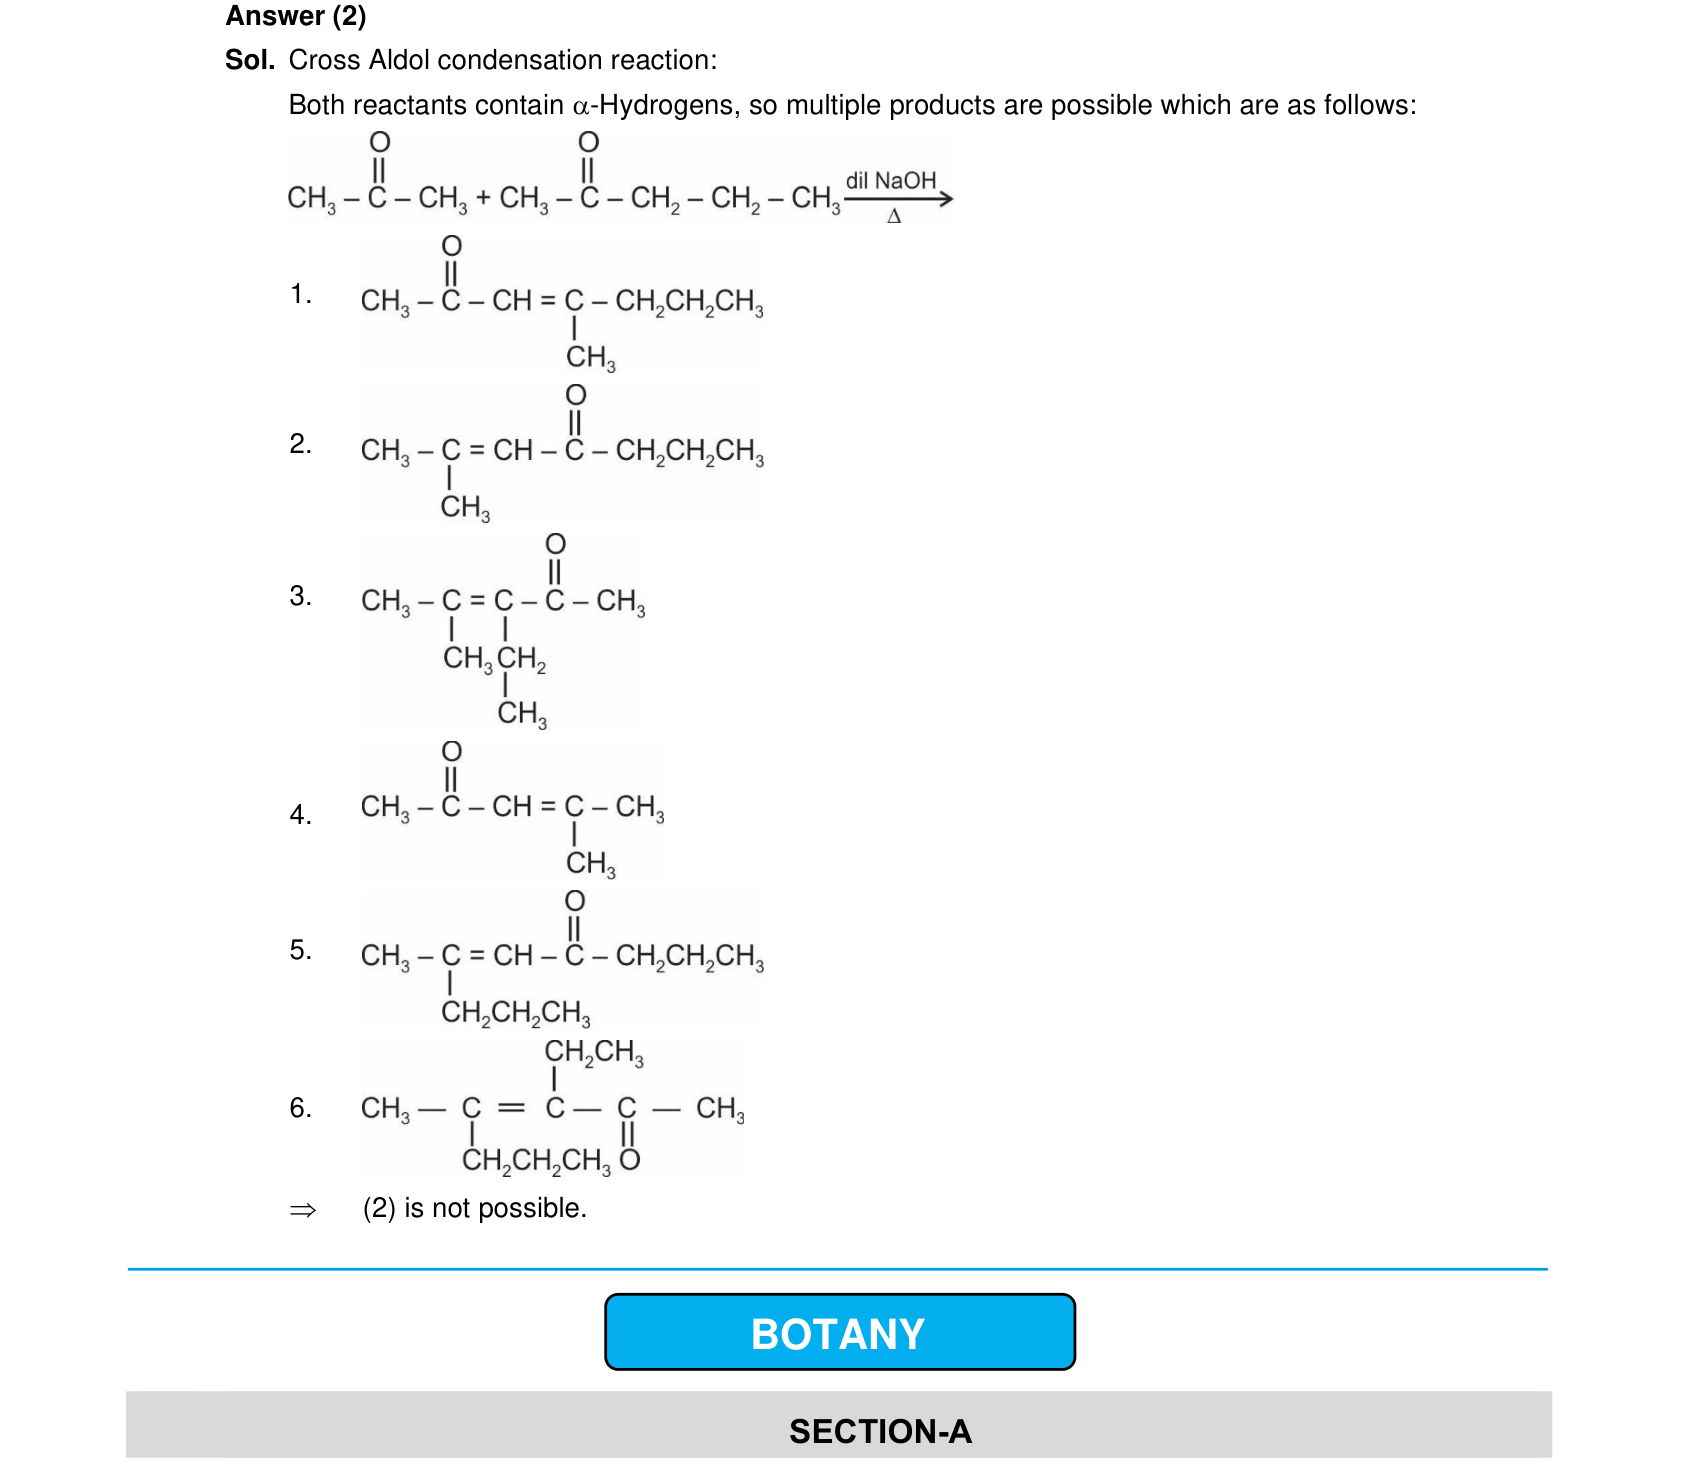 Answer (2)
Sol. Cross Aldol condensation reaction:
Both reactants contain α-Hydrogens, so multiple products are possible which are as follows:
O O
||  ||
CH₃ – C – CH₃ + CH₃ – C – CH₂ – CH₂ – CH₃ dil NaOH →
Δ
O
||
1. CH₃ – C – CH = C – CH₂CH₂CH₃
|
CH₃
O
||
2. CH₃ – C = CH – C – CH₂CH₂CH₃
|
CH₃
O
||
3. CH₃ – C = C – C – CH₃
| |
CH₃ CH₂
|
CH₃
O
||
4. CH₃ – C – CH = C – CH₃
|
CH₃
O
||
5. CH₃ – C = CH – C – CH₂CH₂CH₃
|
CH₂CH₂CH₃
CH₂CH₃
|
6. CH₃ — C = C — C — CH₃
| ||
CH₂CH₂CH₃ O
⇒ (2) is not possible.
BOTANY
SECTION-A